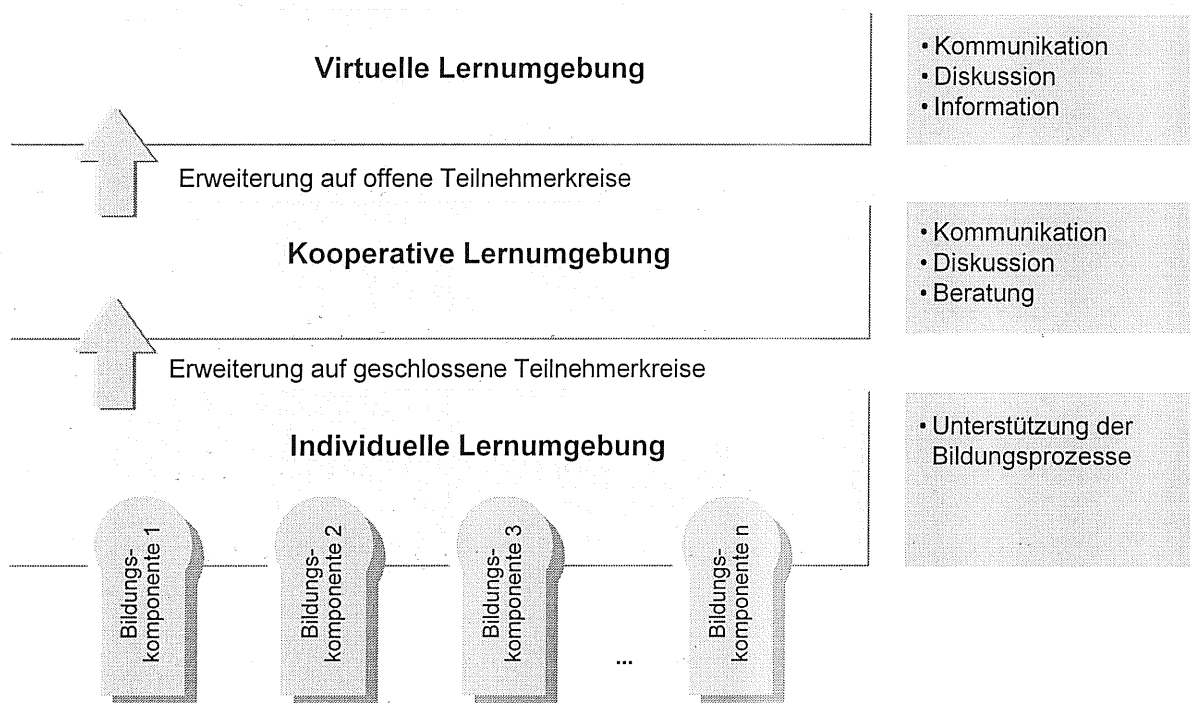 Virtuelle Lernumgebung
• Kommunikation
• Diskussion
• Information
Erweiterung auf offene Teilnehmerkreise
Kooperative Lernumgebung
• Kommunikation
• Diskussion
• Beratung
Erweiterung auf geschlossene Teilnehmerkreise
Individuelle Lernumgebung
• Unterstützung der
Bildungsprozesse
Bildungs-
komponente 1
Bildungs-
komponente 2
Bildungs-
komponente 3
...
Bildungs-
komponente n